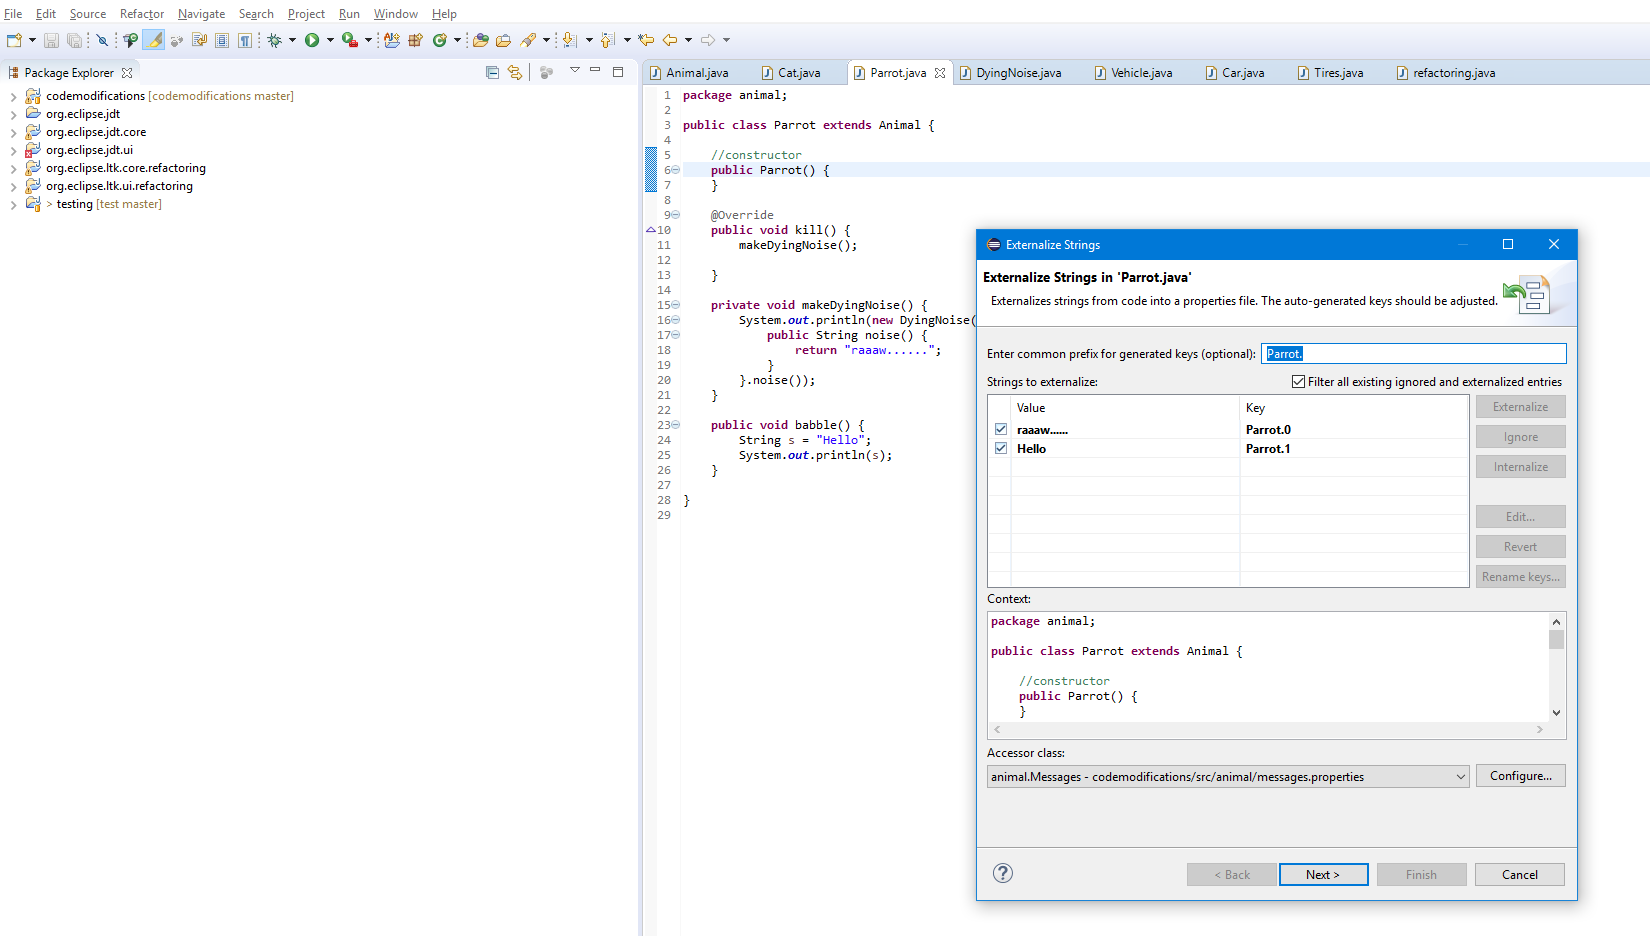 File Edit Source Refactor Navigate Search Project Run Window Help
Package Explorer
codemodifications [codemodifications master]
org.eclipse.jdt
org.eclipse.jdt.core
org.eclipse.jdt.ui
org.eclipse.ltk.core.refactoring
org.eclipse.ltk.ui.refactoring
> testing [test master]
Animal.java Cat.java Parrot.java DyingNoise.java Vehicle.java Car.java Tires.java refactoring.java
1 package animal;
2
3 public class Parrot extends Animal {
4
5 //constructor
6 public Parrot() {
7 }
8
9 @Override
10 public void kill() {
11 makeDyingNoise();
12
13 }
14
15 private void makeDyingNoise() {
16 System.out.println(new DyingNoise(
17 public String noise() {
18 return "raaaw......";
19 }
20 }.noise());
21 }
22
23 public void babble() {
24 String s = "Hello";
25 System.out.println(s);
26 }
27
28 }
29
Externalize Strings
Externalize Strings in 'Parrot.java'
Externalizes strings from code into a properties file. The auto-generated keys should be adjusted.
Enter common prefix for generated keys (optional): Parrot.
Strings to externalize: Filter all existing ignored and externalized entries
Value Key
raaaw...... Parrot.0
Hello Parrot.1
Externalize
Ignore
Internalize
Edit...
Revert
Rename keys...
Context:
package animal;
public class Parrot extends Animal {
//constructor
public Parrot() {
}
Accessor class:
animal.Messages - codemodifications/src/animal/messages.properties Configure...
? < Back Next > Finish Cancel